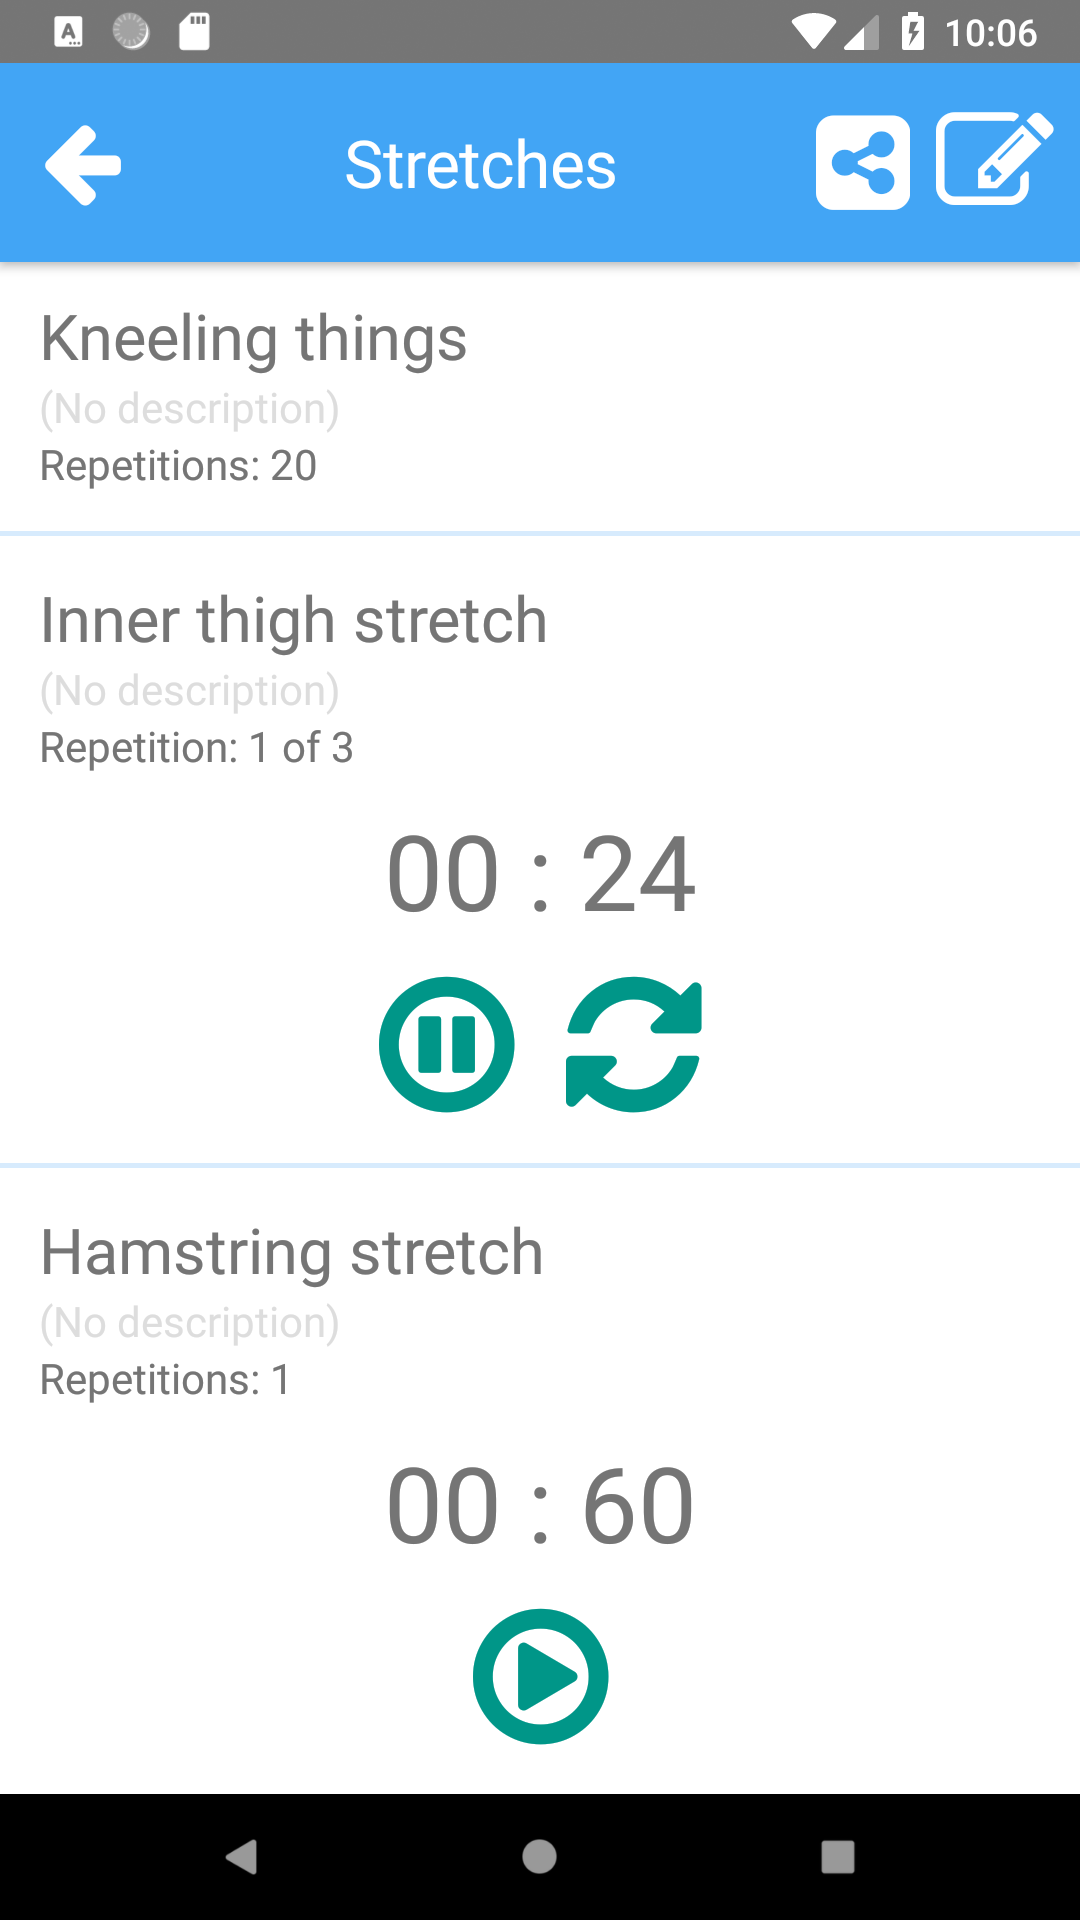 10:06
Stretches
Kneeling things
(No description)
Repetitions: 20
Inner thigh stretch
(No description)
Repetition: 1 of 3
00 : 24
Hamstring stretch
(No description)
Repetitions: 1
00 : 60